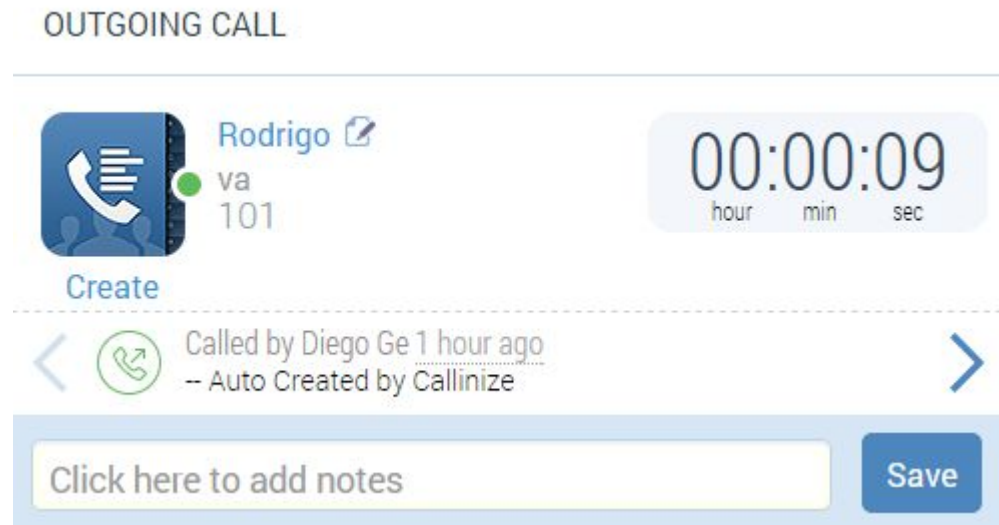 OUTGOING CALL
Rodrigo
va
101
Create
00:00:09
hour min sec
Called by Diego Ge 1 hour ago
-- Auto Created by Callinize
Click here to add notes
Save